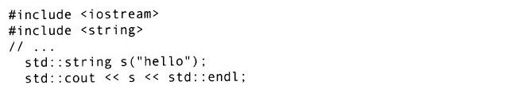 #include <iostream>
#include <string>
// ...
  std::string s("hello");
  std::cout << s << std::endl;